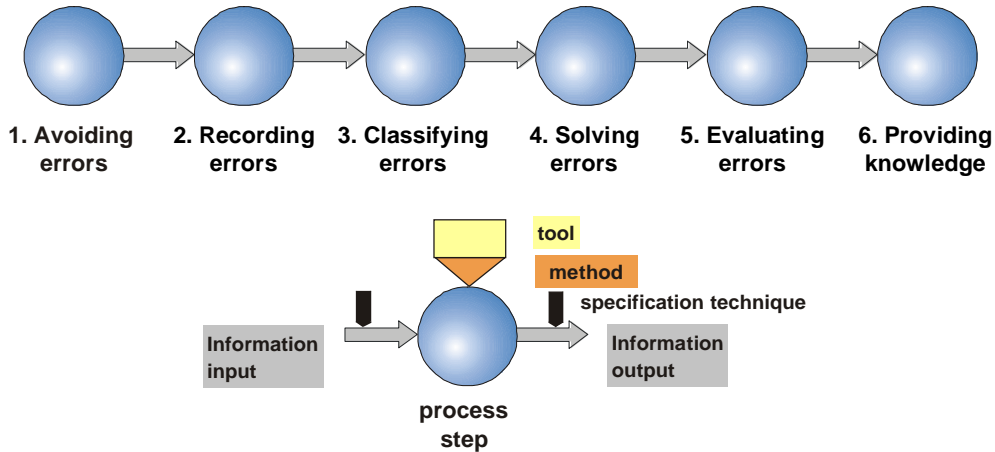 1. Avoiding errors
2. Recording errors
3. Classifying errors
4. Solving errors
5. Evaluating errors
6. Providing knowledge
tool
method
specification technique
Information
input
Information
output
process
step